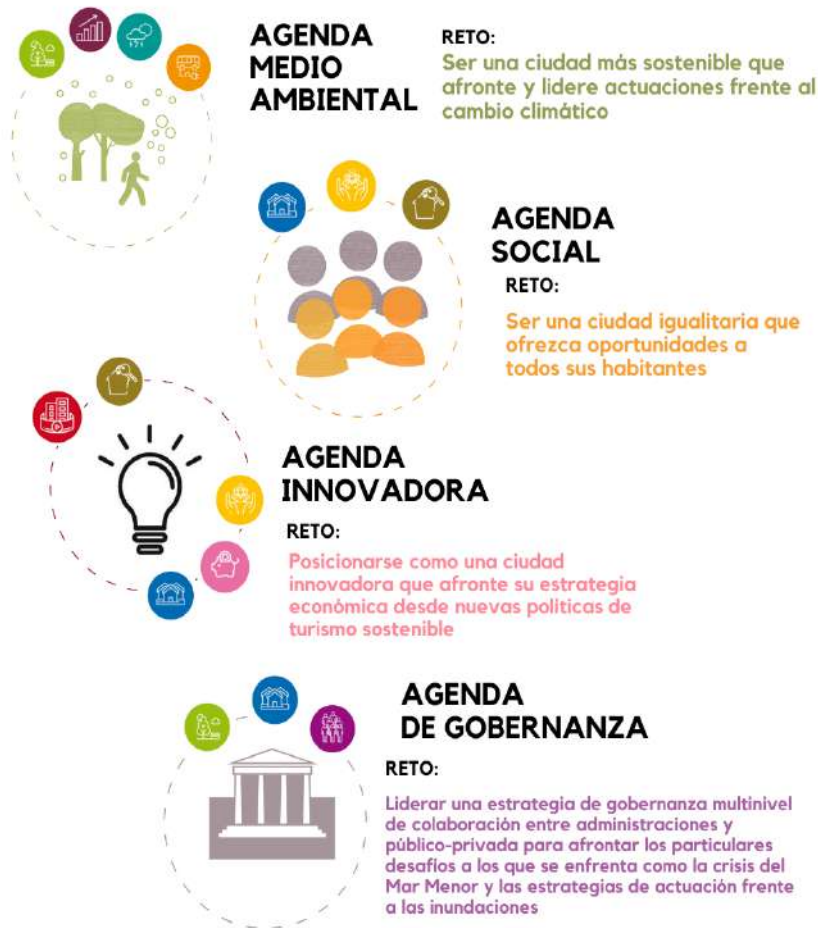 AGENDA
MEDIO
AMBIENTAL
RETO:
Ser una ciudad más sostenible que
afronte y lidere actuaciones frente al
cambio climático
AGENDA
SOCIAL
RETO:
Ser una ciudad igualitaria que
ofrezca oportunidades a
todos sus habitantes
AGENDA
INNOVADORA
RETO:
Posicionarse como una ciudad
innovadora que afronte su estrategia
económica desde nuevas políticas de
turismo sostenible
AGENDA
DE GOBERNANZA
RETO:
Liderar una estrategia de gobernanza multinivel
de colaboración entre administraciones y
público-privada para afrontar los particulares
desafíos a los que se enfrenta como la crisis del
Mar Menor y las estrategias de actuación frente
a las inundaciones